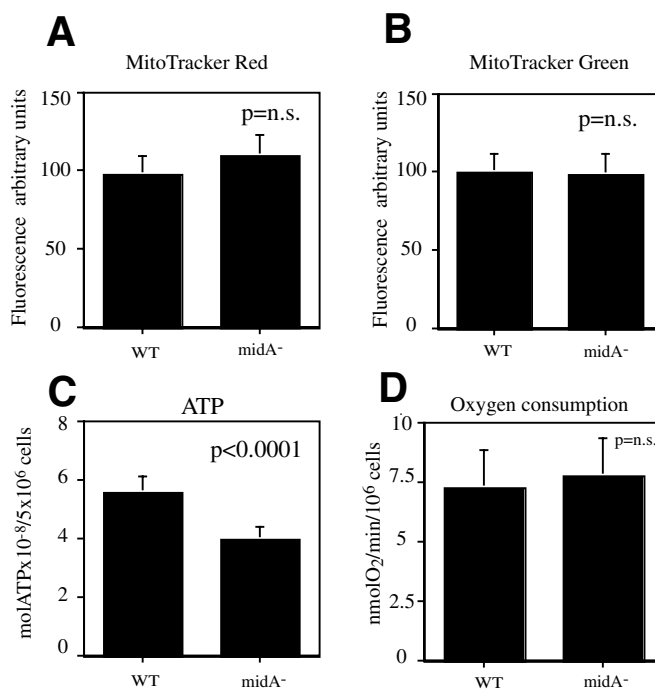 A
MitoTracker Red
Fluorescence arbitrary units
150
100
50
0
p=n.s.
WT
midA-
B
MitoTracker Green
Fluorescence arbitrary units
150
100
50
0
p=n.s.
WT
midA-
C
ATP
molATPx10⁻⁸/5x10⁶ cells
8
6
4
2
0
p<0.0001
WT
midA-
D
Oxygen consumption
nmolO₂/min/10⁶ cells
10
7.5
5
2.5
0
p=n.s.
WT
midA-